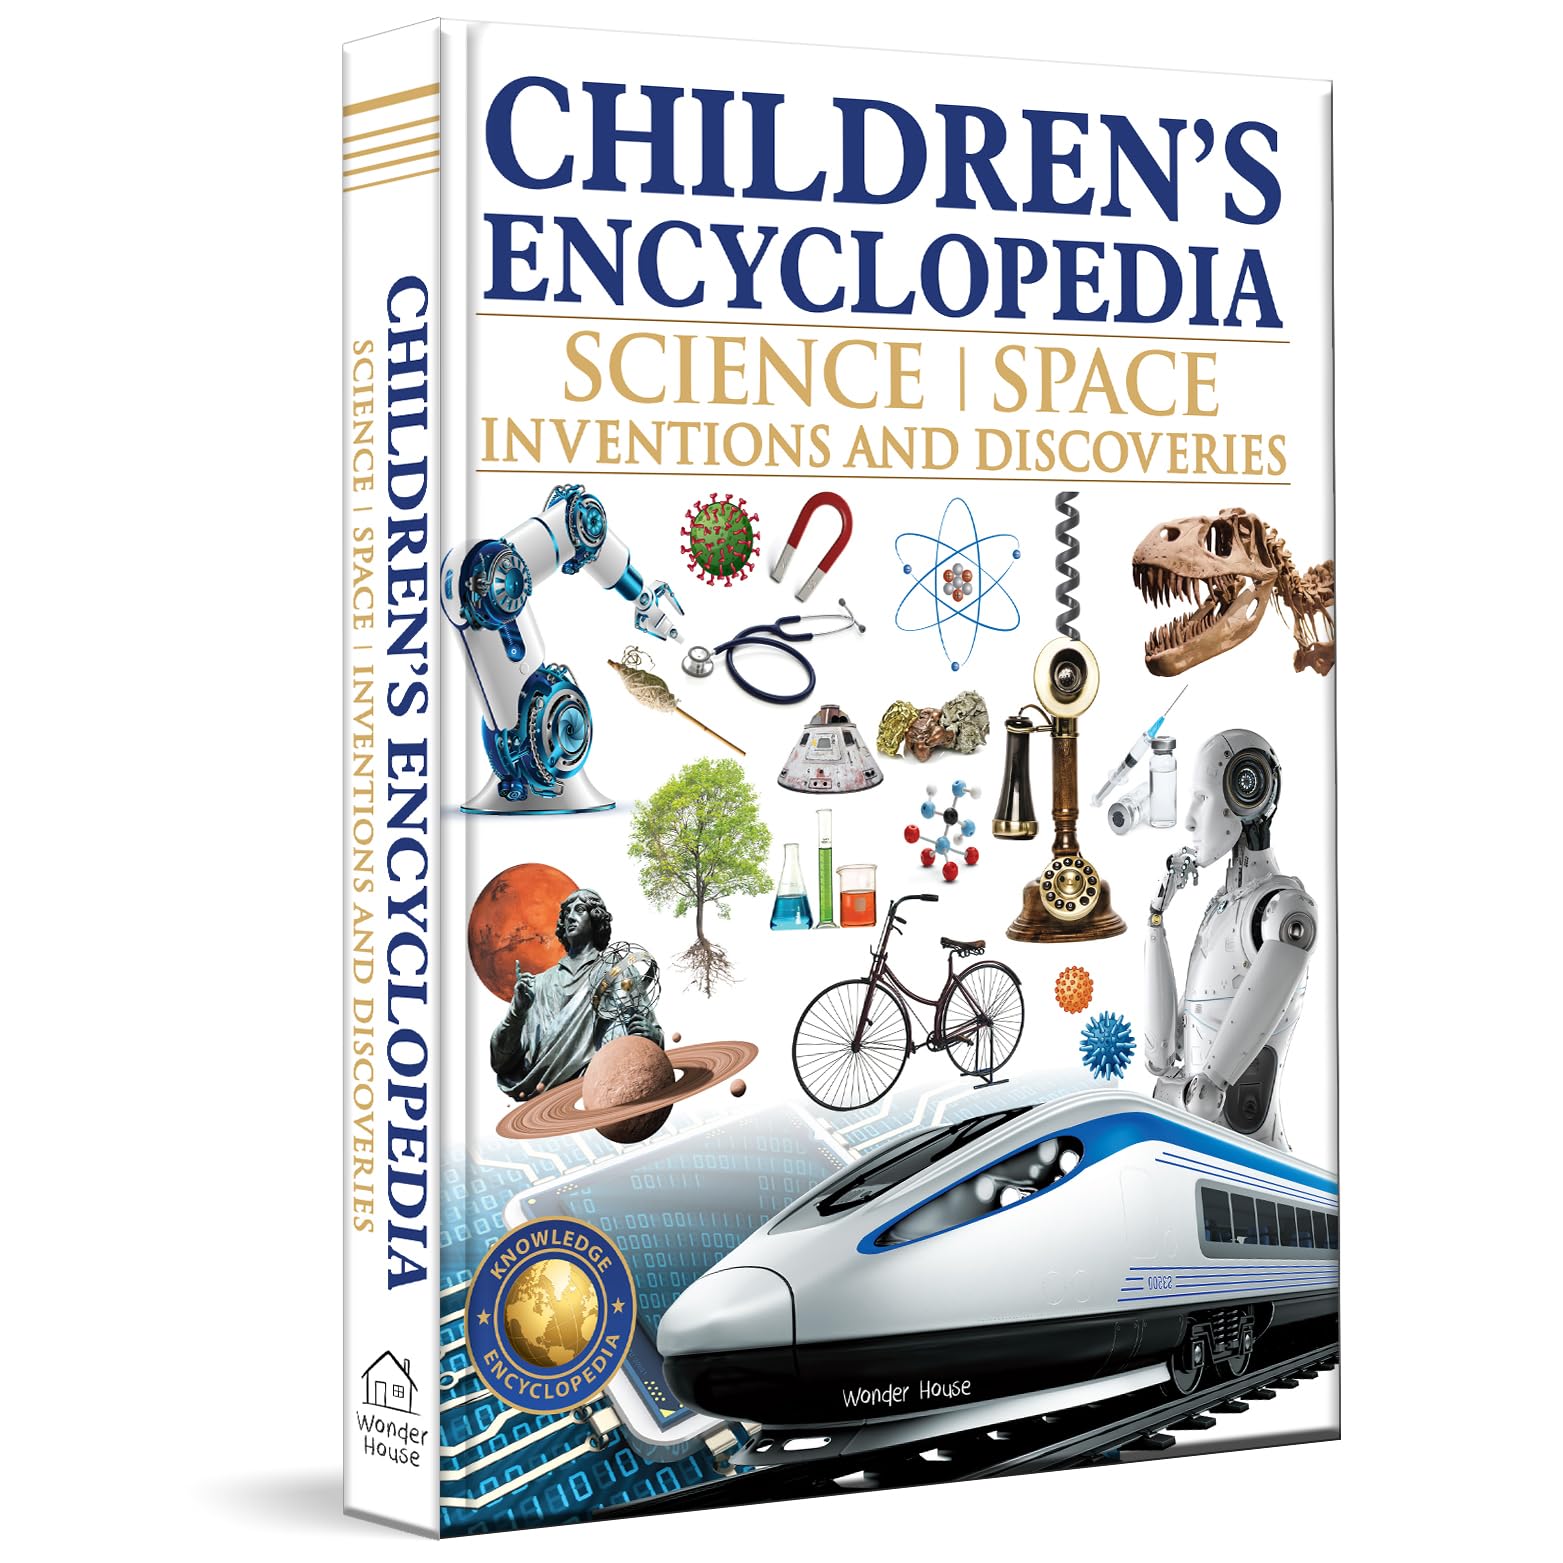 CHILDREN'S
ENCYCLOPEDIA
SCIENCE | SPACE
INVENTIONS AND DISCOVERIES
KNOWLEDGE
ENCYCLOPEDIA
Wonder House
CHILDREN'S ENCYCLOPEDIA
SCIENCE | SPACE | INVENTIONS AND DISCOVERIES
Wonder
House